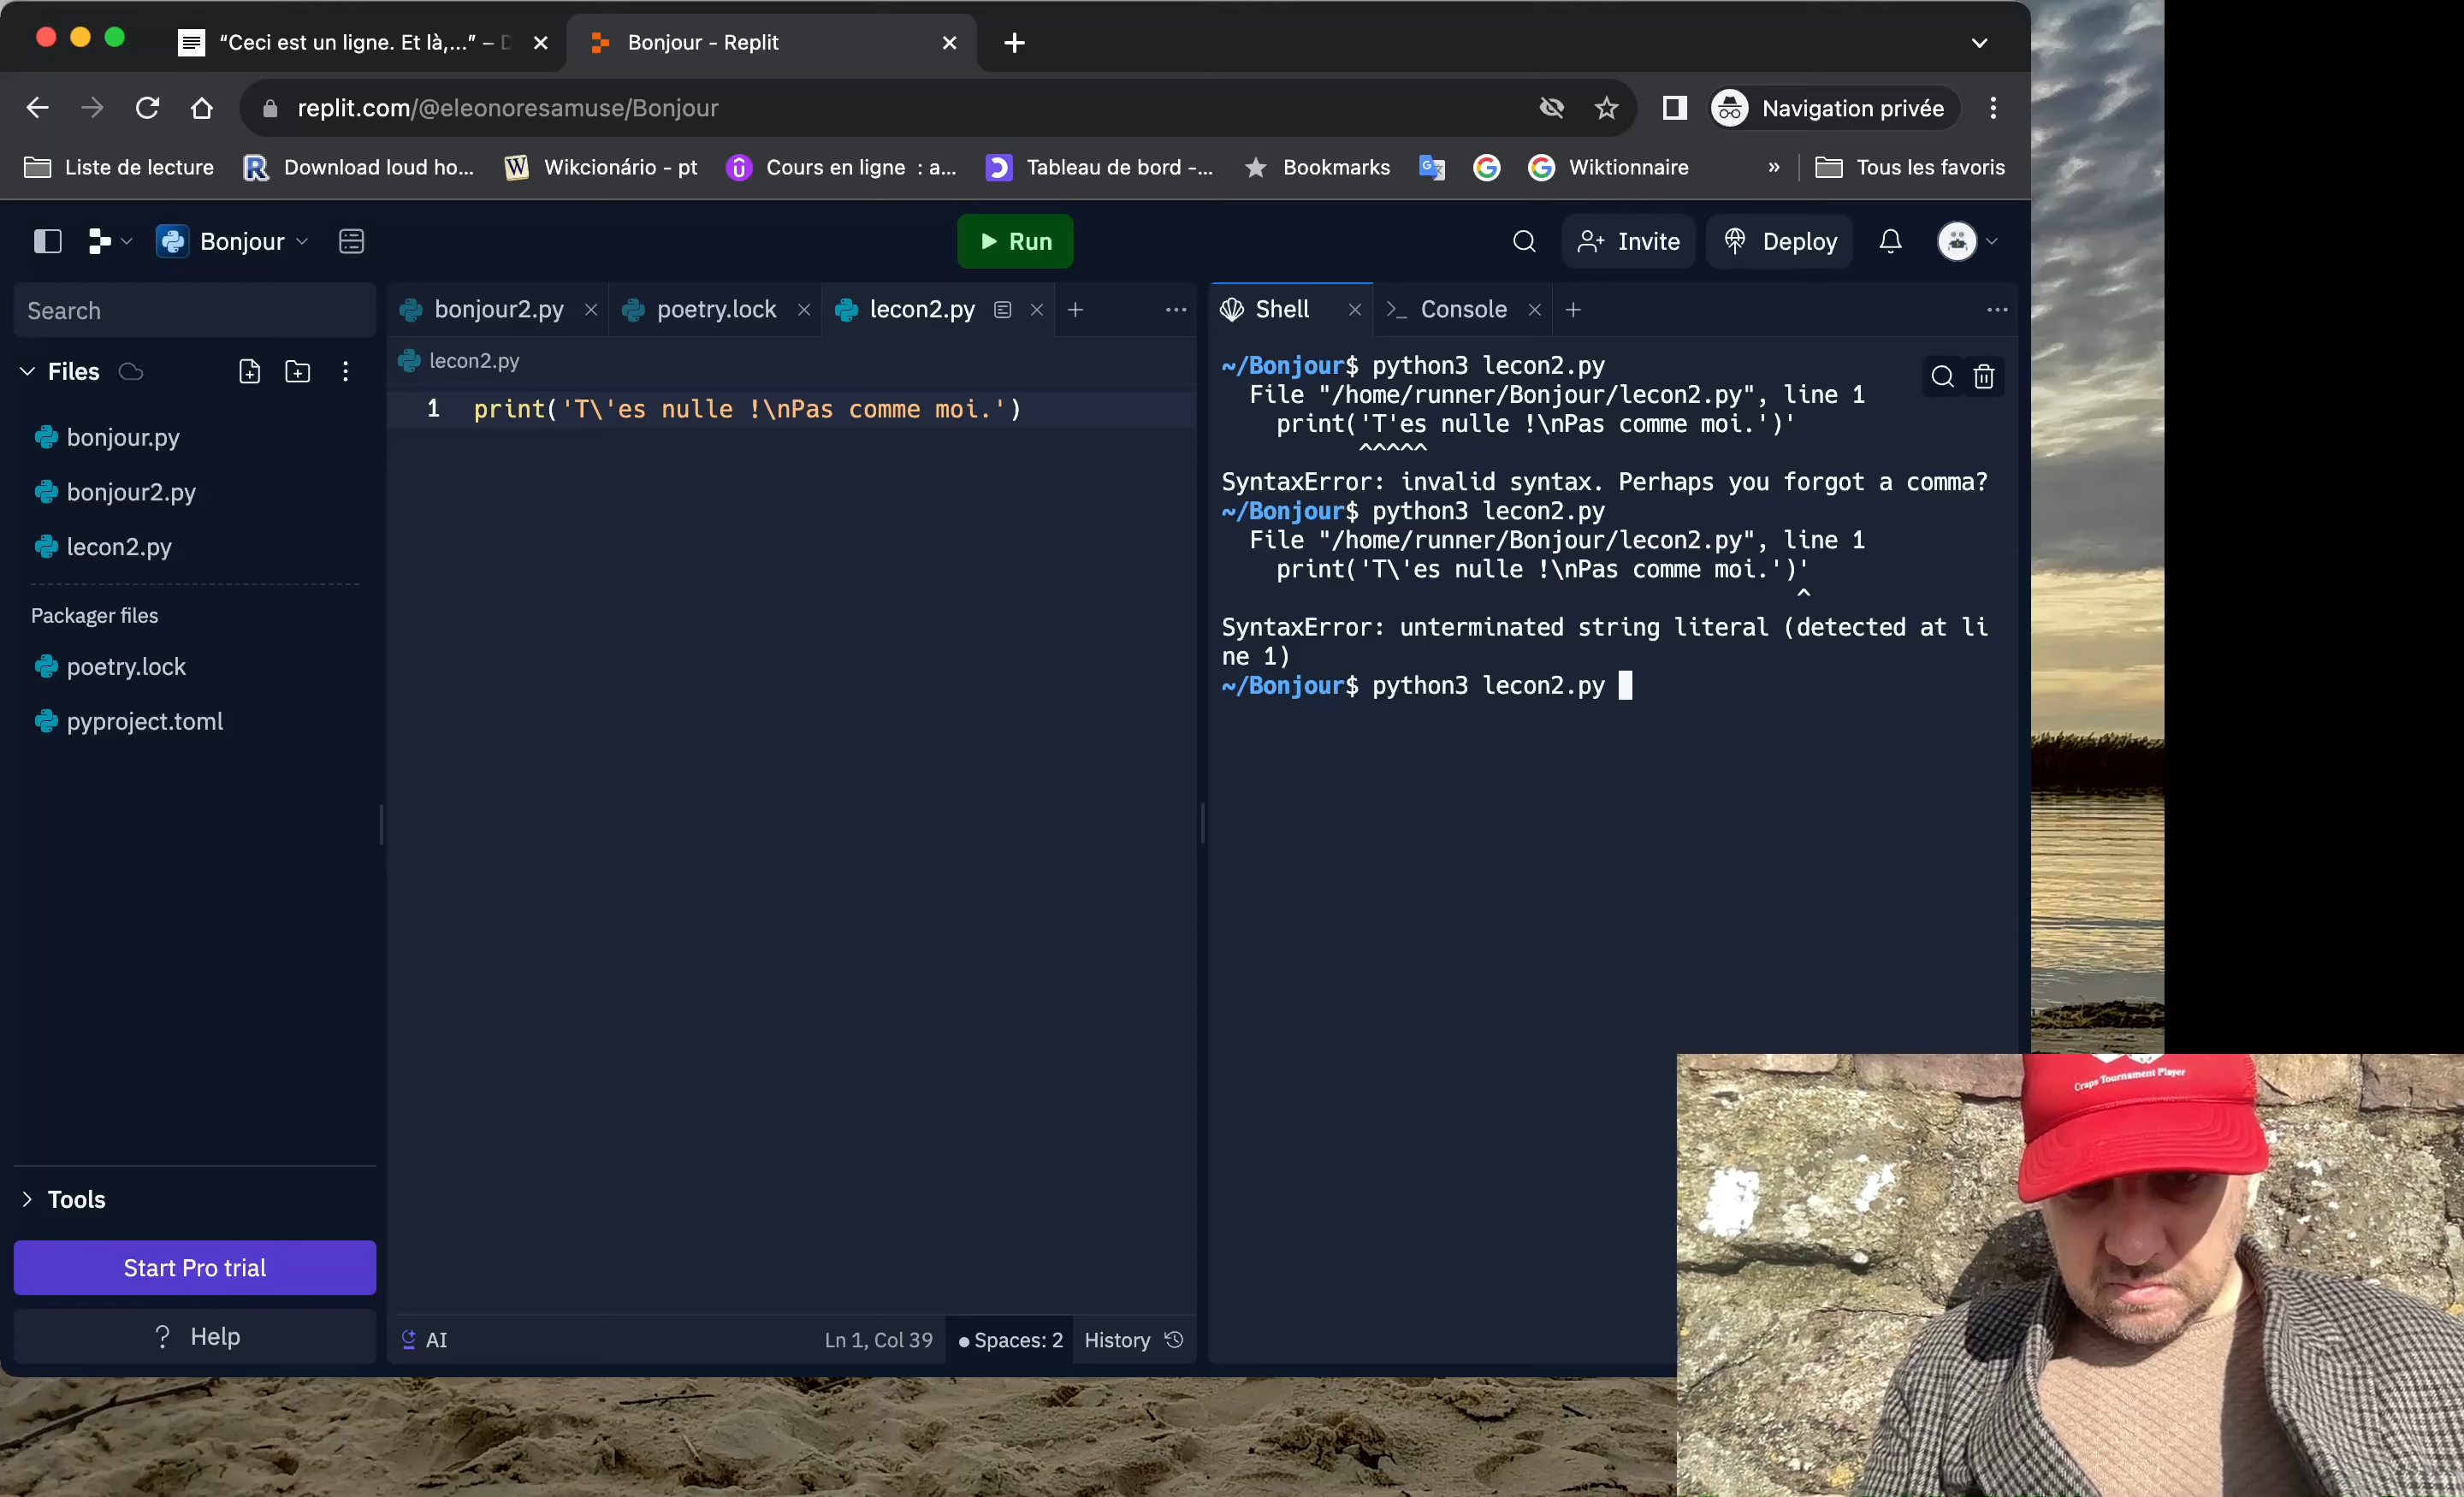 “Ceci est un ligne. Et là,...” – D
Bonjour - Replit
replit.com/@eleonoresamuse/Bonjour
Navigation privée
Liste de lecture
Download loud ho...
Wikcionário - pt
Cours en ligne : a...
Tableau de bord -...
Bookmarks
Wiktionnaire
»
Tous les favoris
Bonjour
Run
Invite
Deploy
Search
Files
bonjour.py
bonjour2.py
lecon2.py
Packager files
poetry.lock
pyproject.toml
Tools
Start Pro trial
? Help
bonjour2.py
poetry.lock
lecon2.py
lecon2.py
1 print('T\'es nulle !\nPas comme moi.')
AI
Ln 1, Col 39
Spaces: 2
History
Shell
Console
~/Bonjour$ python3 lecon2.py
File "/home/runner/Bonjour/lecon2.py", line 1
print('T'es nulle !\nPas comme moi.')'
^^^^^
SyntaxError: invalid syntax. Perhaps you forgot a comma?
~/Bonjour$ python3 lecon2.py
File "/home/runner/Bonjour/lecon2.py", line 1
print('T\'es nulle !\nPas comme moi.')'
^
SyntaxError: unterminated string literal (detected at li
ne 1)
~/Bonjour$ python3 lecon2.py
Craps Tournament Player